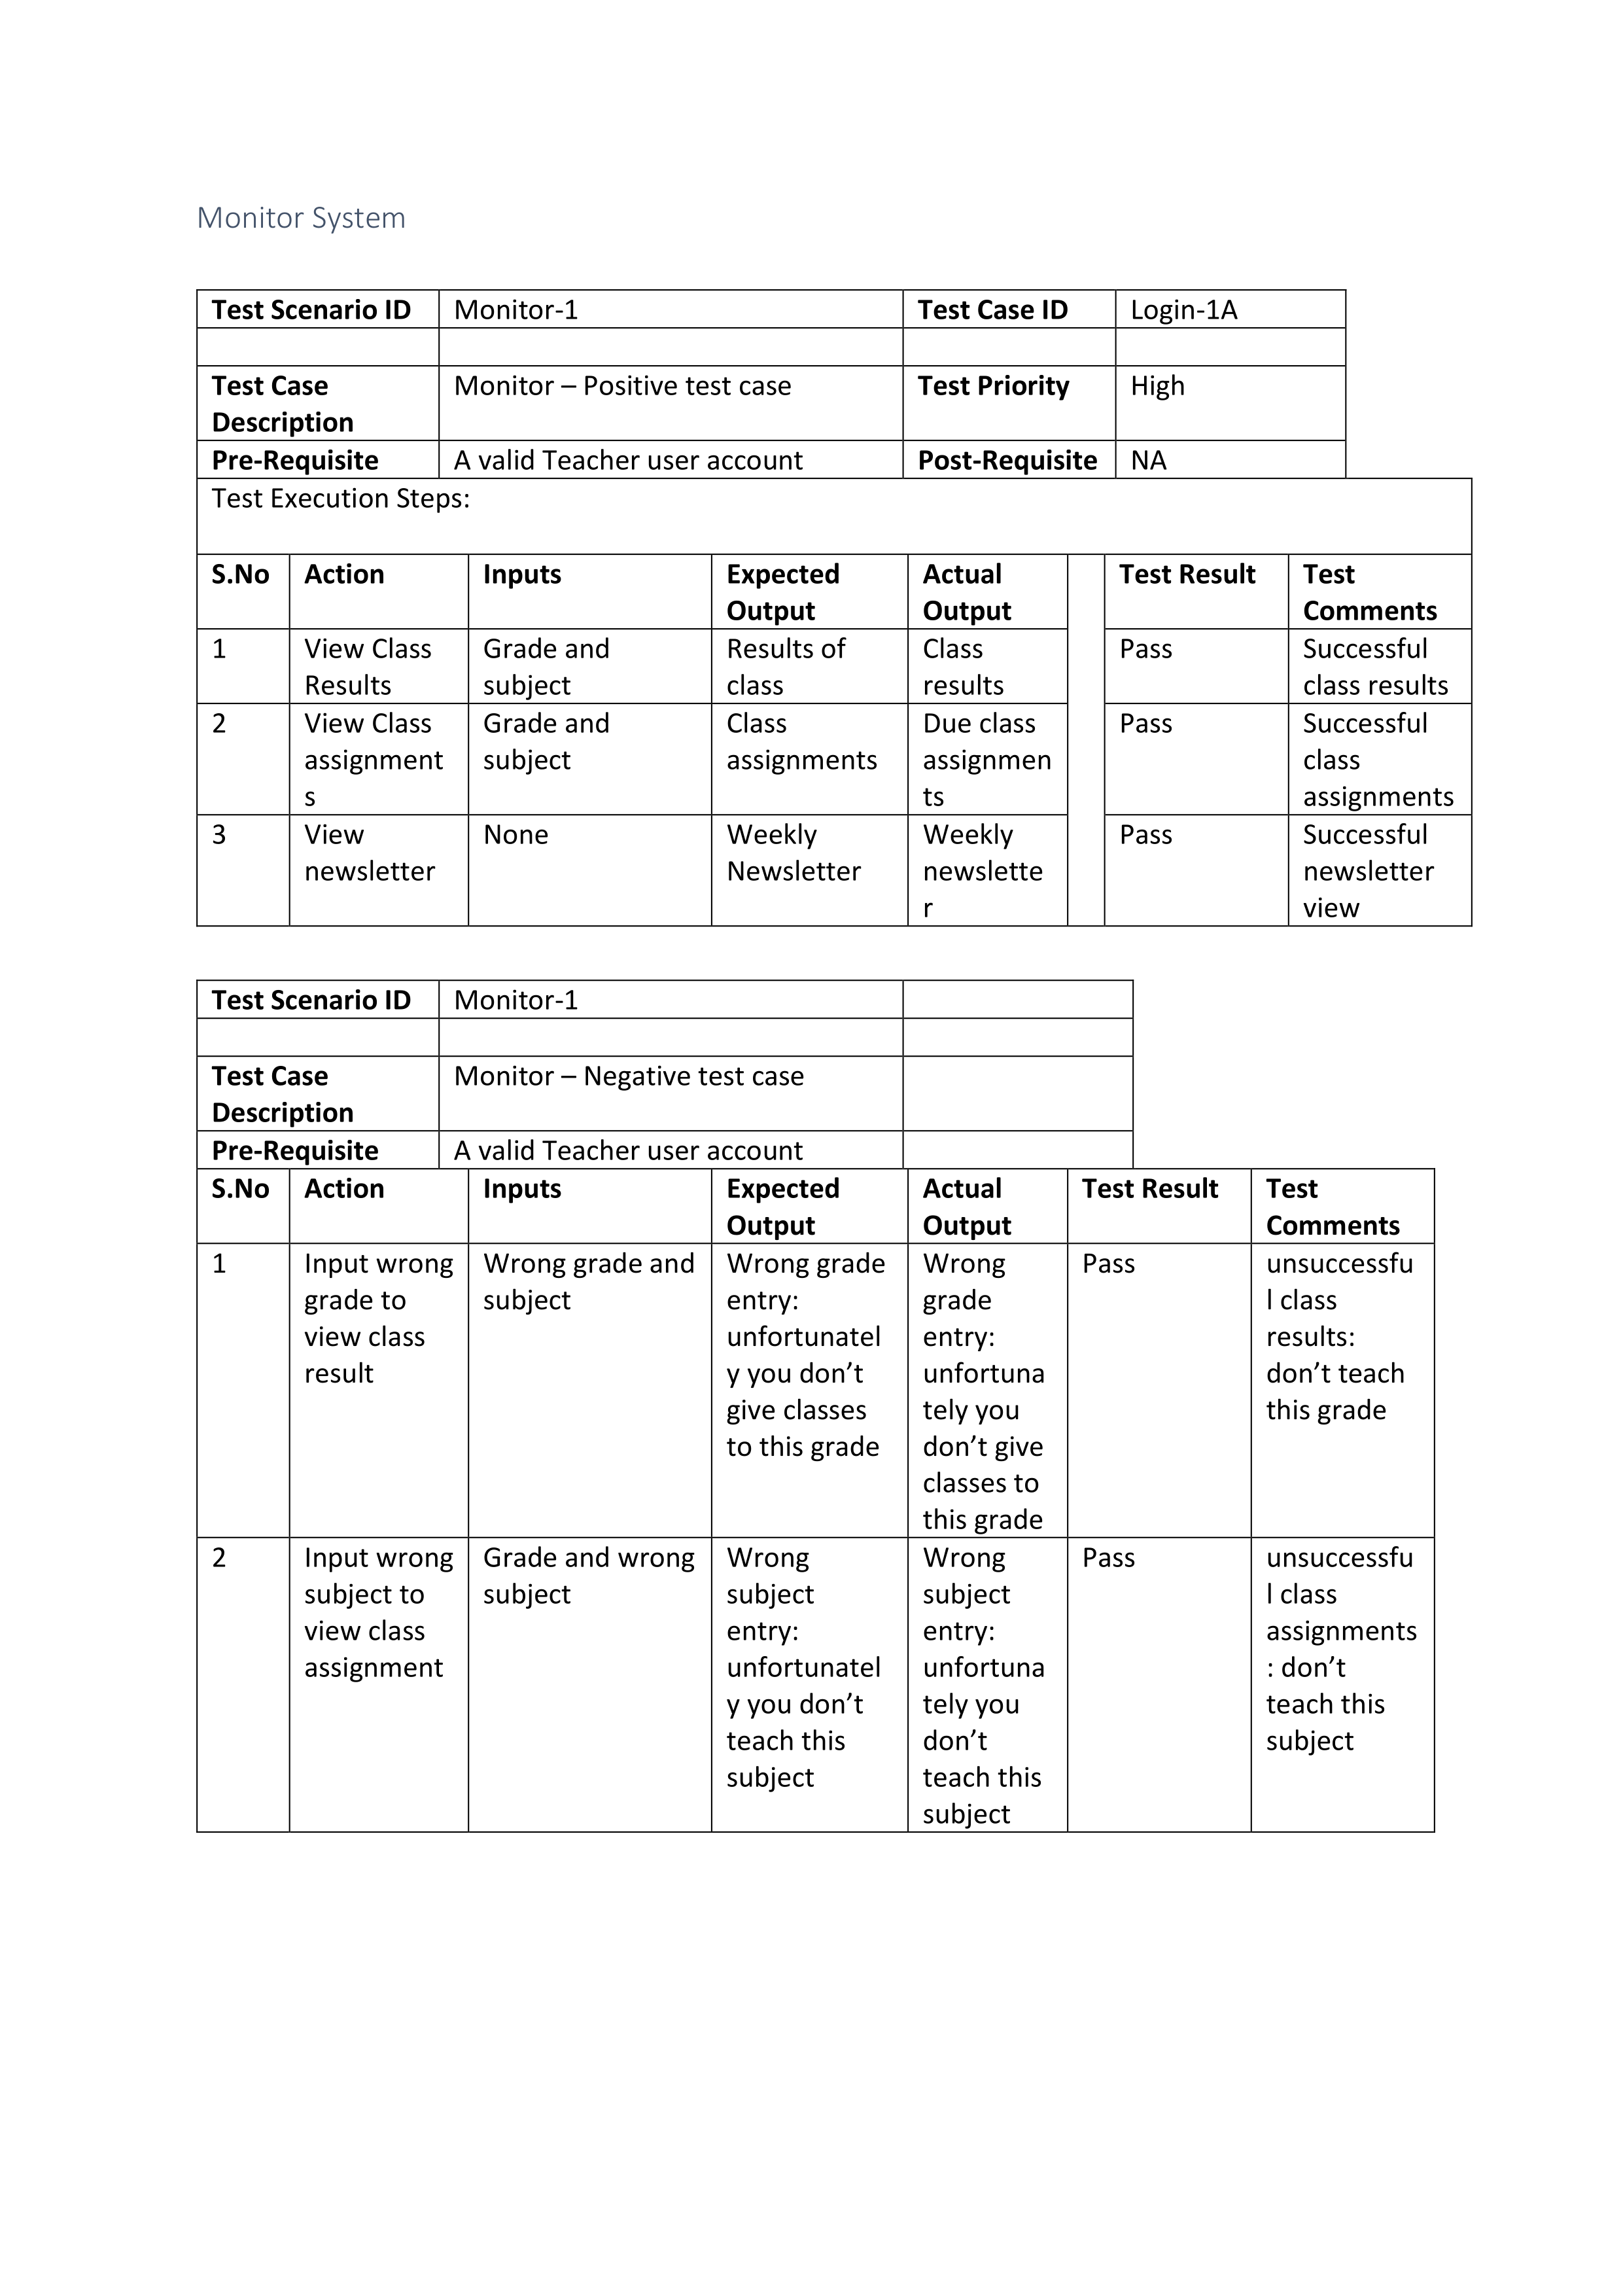 Monitor System
Test Scenario ID Monitor-1 Test Case ID Login-1A
Test Case Description Monitor – Positive test case Test Priority High
Pre-Requisite A valid Teacher user account Post-Requisite NA
Test Execution Steps:
S.No Action Inputs Expected Output Actual Output Test Result Test Comments
1 View Class Results Grade and subject Results of class Class results Pass Successful class results
2 View Class assignments Grade and subject Class assignments Due class assignments Pass Successful class assignments
3 View newsletter None Weekly Newsletter Weekly newsletter Pass Successful newsletter view
Test Scenario ID Monitor-1
Test Case Description Monitor – Negative test case
Pre-Requisite A valid Teacher user account
S.No Action Inputs Expected Output Actual Output Test Result Test Comments
1 Input wrong grade to view class result Wrong grade and subject Wrong grade entry: unfortunately you don’t give classes to this grade Wrong grade entry: unfortunately you don’t give classes to this grade Pass unsuccessful class results: don’t teach this grade
2 Input wrong subject to view class assignment Grade and wrong subject Wrong subject entry: unfortunately you don’t teach this subject Wrong subject entry: unfortunately you don’t teach this subject Pass unsuccessful class assignments: don’t teach this subject